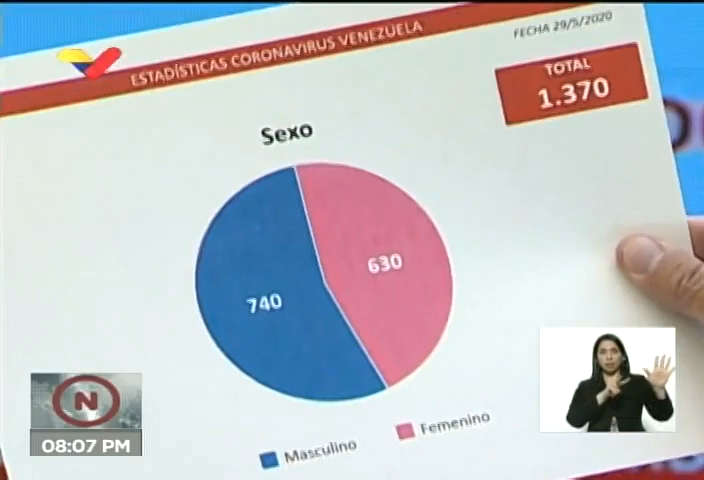 ESTADÍSTICAS CORONAVIRUS VENEZUELA
FECHA 29/5/2020
TOTAL
1.370
Sexo
740
630
Masculino
Femenino
N
08:07 PM